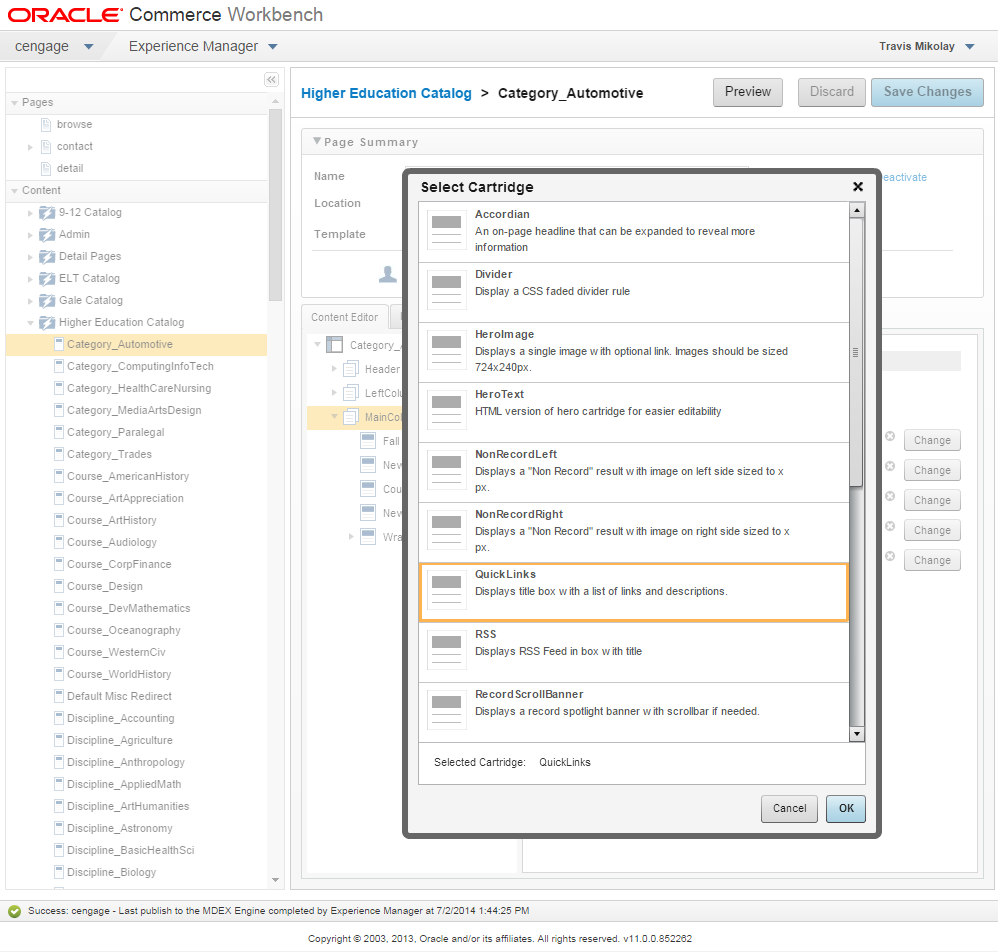 ORACLE Commerce Workbench
cengage
Experience Manager
Travis Mikolay
Pages
browse
contact
detail
Content
9-12 Catalog
Admin
Detail Pages
ELT Catalog
Gale Catalog
Higher Education Catalog
Category_Automotive
Category_ComputingInfoTech
Category_HealthCareNursing
Category_MediaArtsDesign
Category_Paralegal
Category_Trades
Course_AmericanHistory
Course_ArtAppreciation
Course_ArtHistory
Course_Audiology
Course_CorpFinance
Course_Design
Course_DevMathematics
Course_Oceanography
Course_WesternCiv
Course_WorldHistory
Default Misc Redirect
Discipline_Accounting
Discipline_Agriculture
Discipline_Anthropology
Discipline_AppliedMath
Discipline_ArtHumanities
Discipline_Astronomy
Discipline_BasicHealthSci
Discipline_Biology
Higher Education Catalog > Category_Automotive
Preview
Discard
Save Changes
Page Summary
Name
Location
Template
eactivate
Content Editor
Category_
Header
LeftColu
MainCol
Fall
New
Cou
New
Wra
Change
Change
Change
Change
Change
Select Cartridge
Accordian
An on-page headline that can be expanded to reveal more
information
Divider
Display a CSS faded divider rule
HeroImage
Displays a single image with optional link. Images should be sized
724x240px.
HeroText
HTML version of hero cartridge for easier editability
NonRecordLeft
Displays a "Non Record" result with image on left side sized to x
px.
NonRecordRight
Displays a "Non Record" result with image on right side sized to x
px.
QuickLinks
Displays title box with a list of links and descriptions.
RSS
Displays RSS Feed in box with title
RecordScrollBanner
Displays a record spotlight banner with scrollbar if needed.
Selected Cartridge: QuickLinks
Cancel
OK
Success: cengage - Last publish to the MDEX Engine completed by Experience Manager at 7/2/2014 1:44:25 PM
Copyright © 2003, 2013, Oracle and/or its affiliates. All rights reserved. v11.0.0.852262